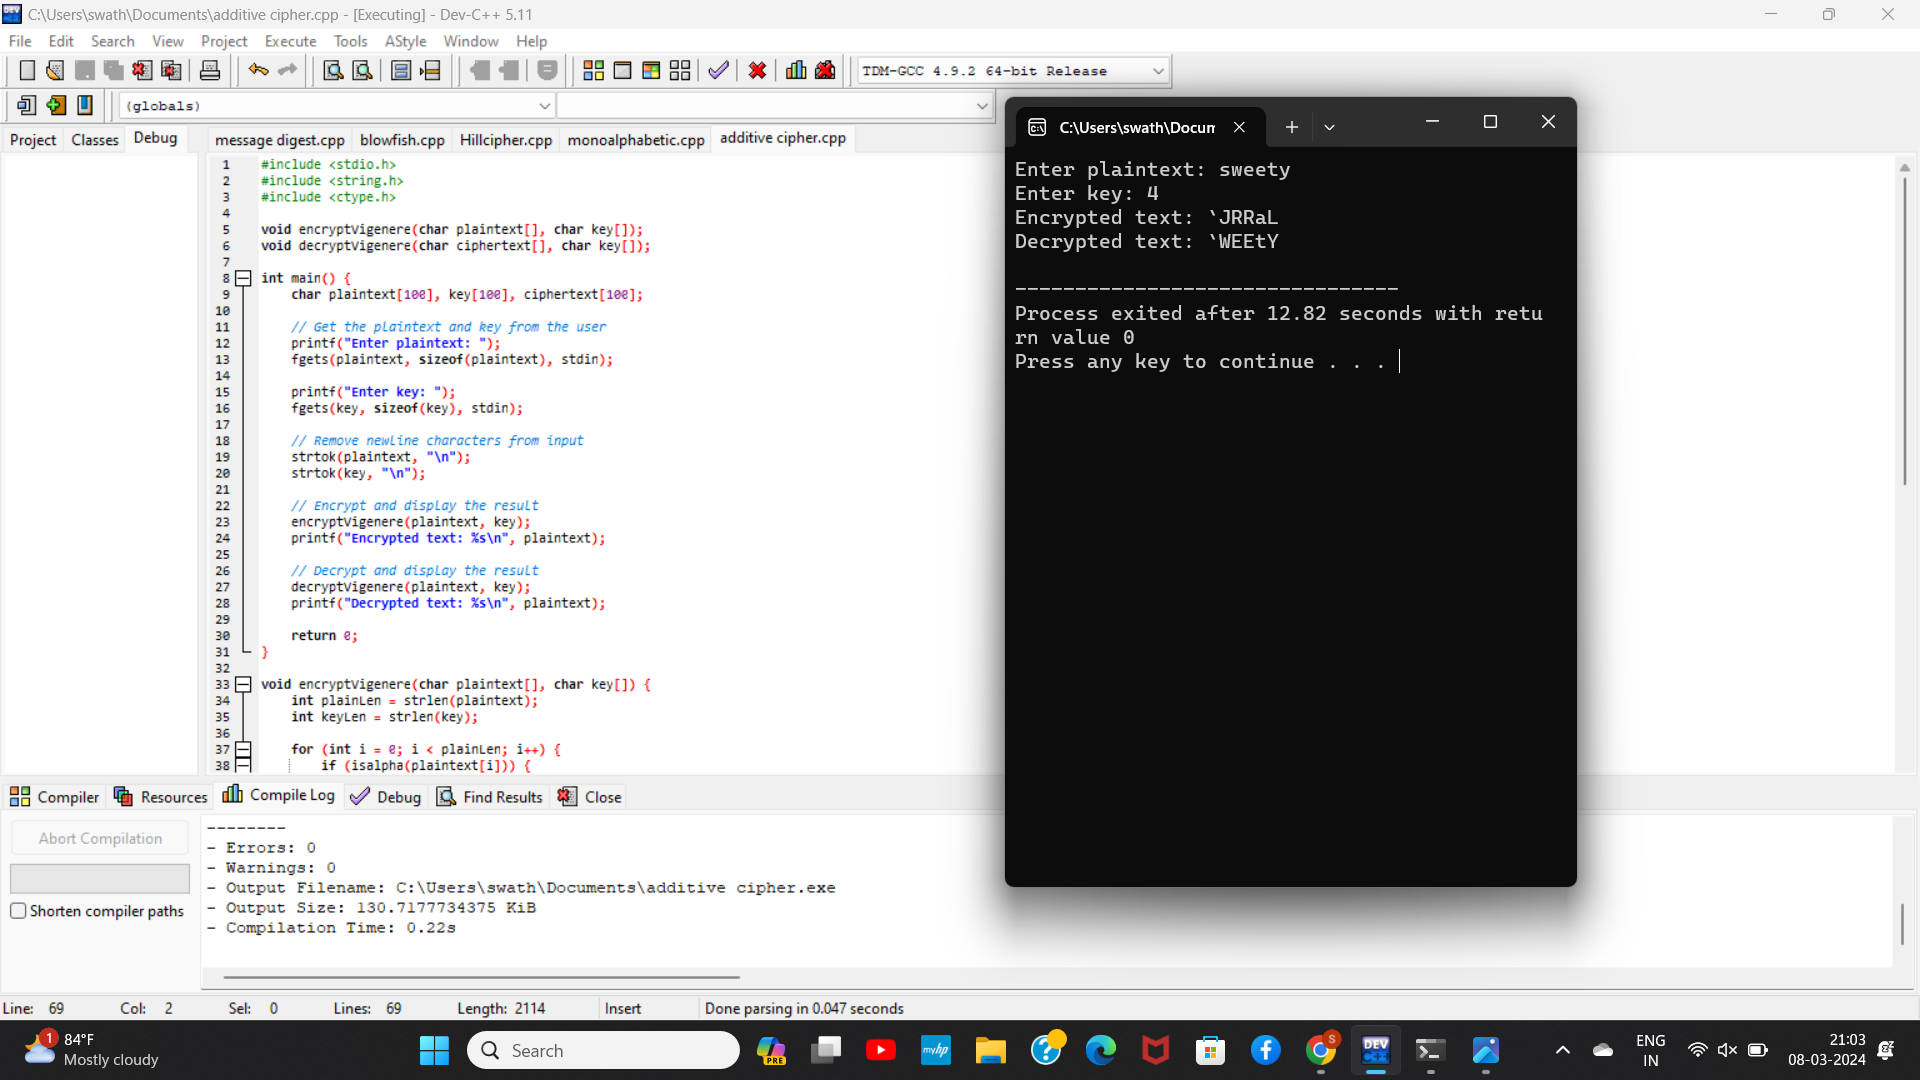 C:\Users\swath\Documents\additive cipher.cpp - [Executing] - Dev-C++ 5.11
File Edit Search View Project Execute Tools AStyle Window Help
TDM-GCC 4.9.2 64-bit Release
(globals)
Project Classes Debug
message digest.cpp blowfish.cpp Hillcipher.cpp monoalphabetic.cpp additive cipher.cpp
1 #include <stdio.h>
2 #include <string.h>
3 #include <ctype.h>
4
5 void encryptVigenere(char plaintext[], char key[]);
6 void decryptVigenere(char ciphertext[], char key[]);
7
8 int main() {
9 char plaintext[100], key[100], ciphertext[100];
10
11 // Get the plaintext and key from the user
12 printf("Enter plaintext: ");
13 fgets(plaintext, sizeof(plaintext), stdin);
14
15 printf("Enter key: ");
16 fgets(key, sizeof(key), stdin);
17
18 // Remove newline characters from input
19 strtok(plaintext, "\n");
20 strtok(key, "\n");
21
22 // Encrypt and display the result
23 encryptVigenere(plaintext, key);
24 printf("Encrypted text: %s\n", plaintext);
25
26 // Decrypt and display the result
27 decryptVigenere(plaintext, key);
28 printf("Decrypted text: %s\n", plaintext);
29
30 return 0;
31 }
32
33 void encryptVigenere(char plaintext[], char key[]) {
34 int plainLen = strlen(plaintext);
35 int keyLen = strlen(key);
36
37 for (int i = 0; i < plainLen; i++) {
38 if (isalpha(plaintext[i])) {
C:\Users\swath\Docum
Enter plaintext: sweety
Enter key: 4
Encrypted text: `JRRaL
Decrypted text: `WEEtY
--------------------------------
Process exited after 12.82 seconds with retu
rn value 0
Press any key to continue . . .
Compiler Resources Compile Log Debug Find Results Close
Abort Compilation
Shorten compiler paths
--------
- Errors: 0
- Warnings: 0
- Output Filename: C:\Users\swath\Documents\additive cipher.exe
- Output Size: 130.7177734375 KiB
- Compilation Time: 0.22s
Line: 69 Col: 2 Sel: 0 Lines: 69 Length: 2114 Insert Done parsing in 0.047 seconds
1
84°F
Mostly cloudy
Search
PRE
myhp
S
DEV
C++
ENG
IN
21:03
08-03-2024